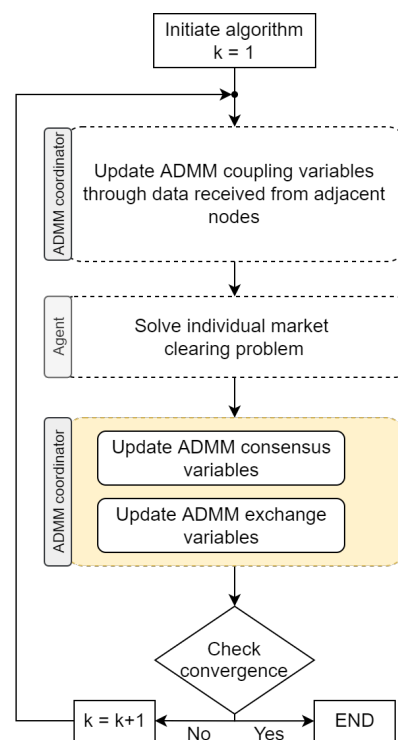 Initiate algorithm
k = 1
ADMM coordinator
Update ADMM coupling variables
through data received from adjacent
nodes
Agent
Solve individual market
clearing problem
ADMM coordinator
Update ADMM consensus
variables
Update ADMM exchange
variables
Check
convergence
k = k+1
No
Yes
END